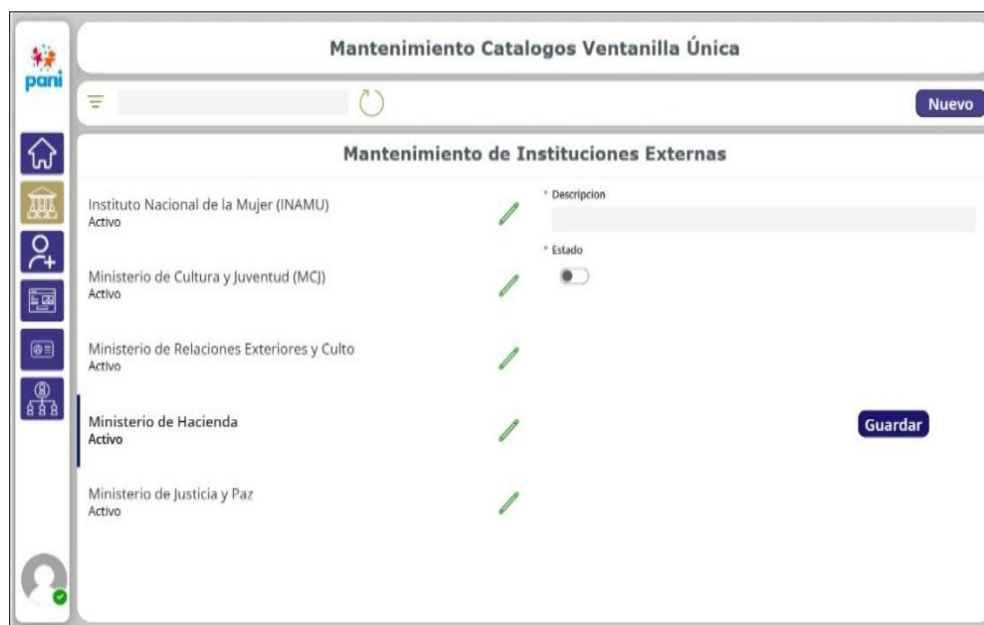 pani
Mantenimiento Catalogos Ventanilla Única
Nuevo
Mantenimiento de Instituciones Externas
Instituto Nacional de la Mujer (INAMU)
Activo
Ministerio de Cultura y Juventud (MCJ)
Activo
Ministerio de Relaciones Exteriores y Culto
Activo
Ministerio de Hacienda
Activo
Ministerio de Justicia y Paz
Activo
* Descripcion
* Estado
Guardar